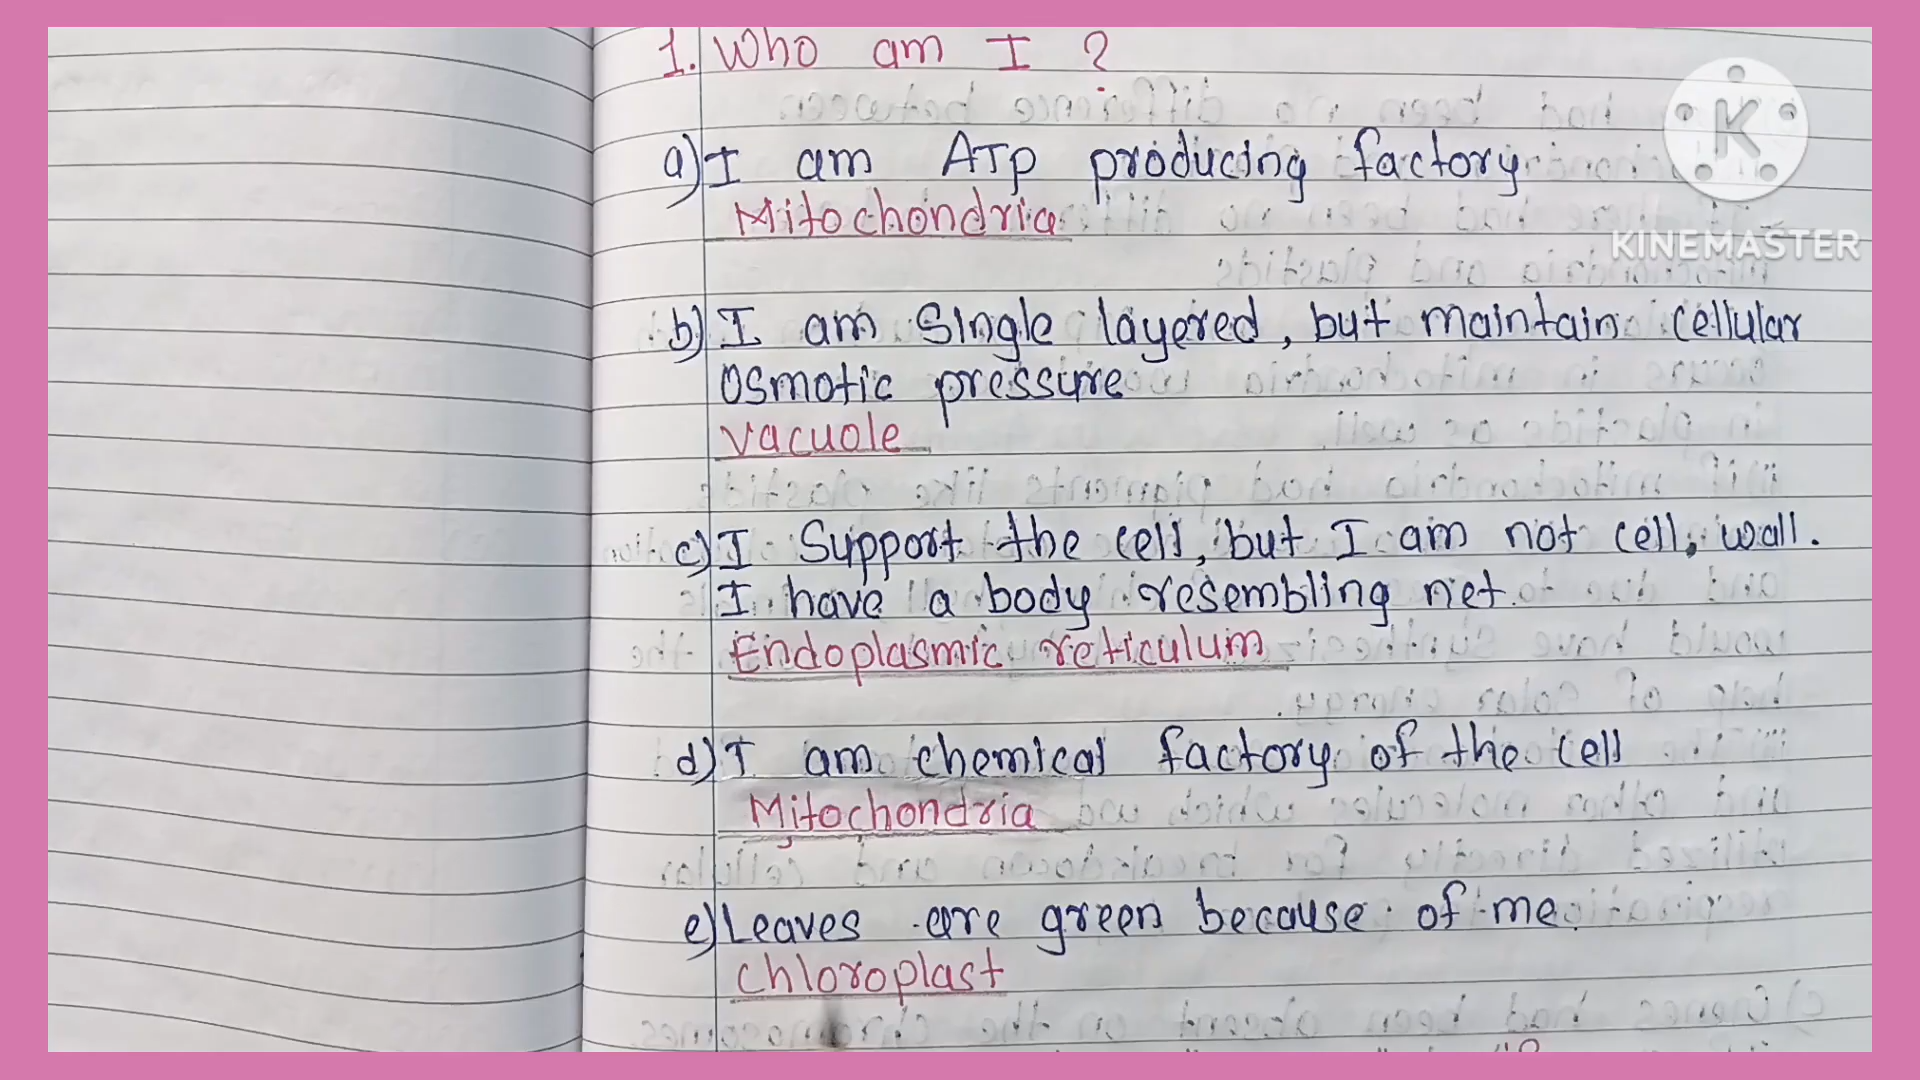 1. Who am I ?
a) I am ATP producing factory.
Mitochondria
b) I am Single layered, but maintain cellular
Osmotic pressure
Vacuole
c) I Support the cell, but I am not cell, wall.
I have a body resembling net.
Endoplasmic reticulum
d) I am chemical factory of the cell
Mitochondria
e) Leaves are green because of me.
Chloroplast
K
KINEMASTER